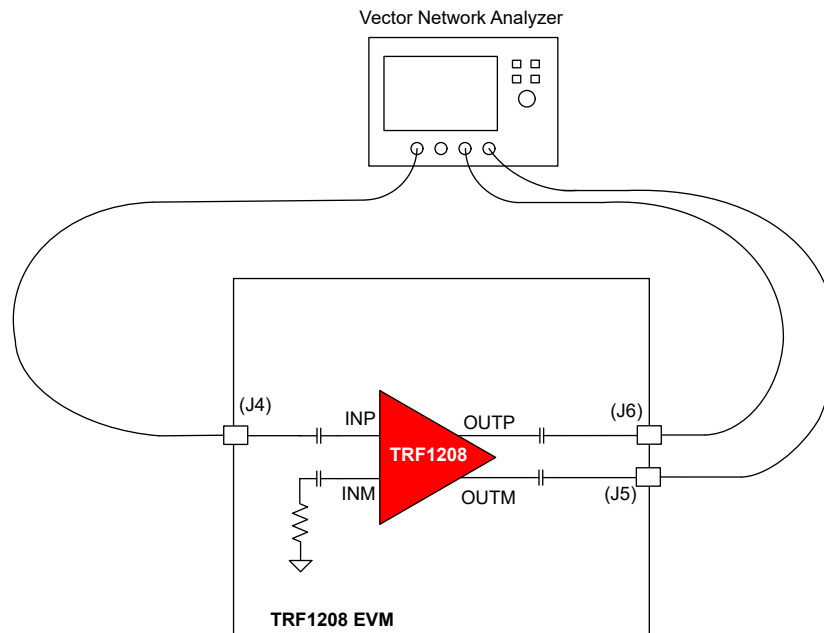 Vector Network Analyzer
(J4)
INP
OUTP
(J6)
TRF1208
INM
OUTM
(J5)
TRF1208 EVM